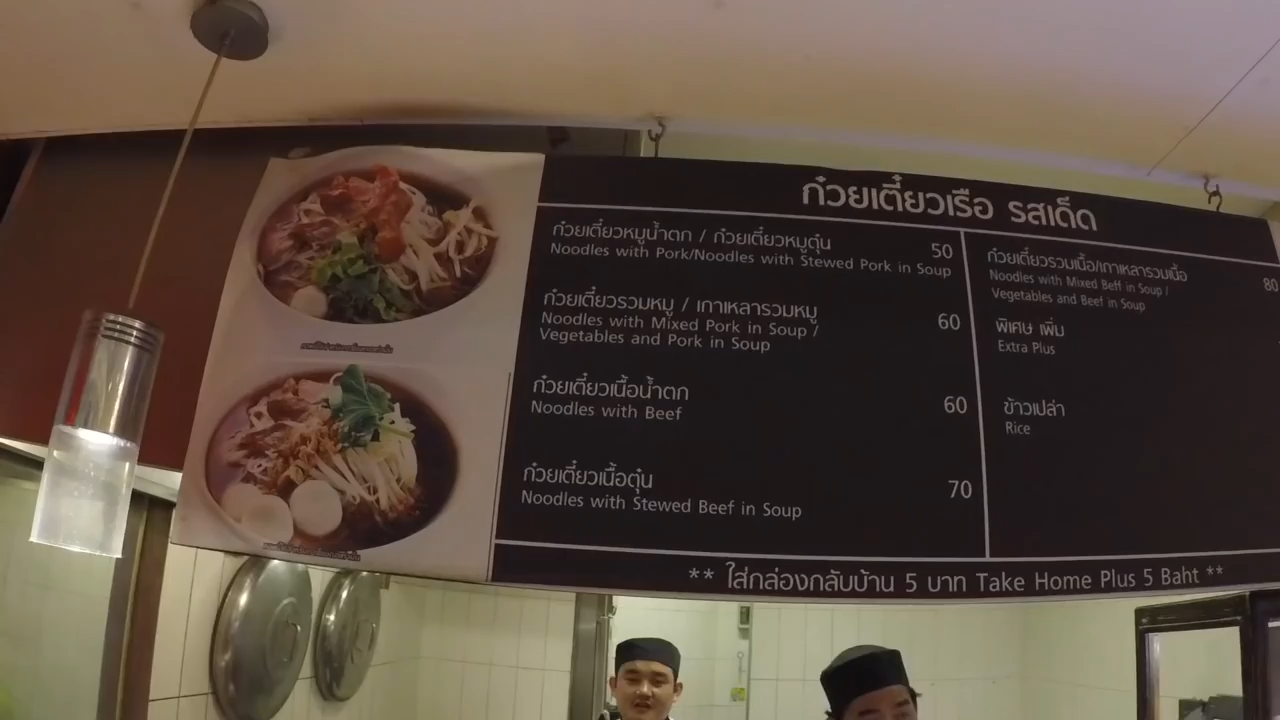 ก๋วยเตี๋ยวเรือ รสเด็ด
ก๋วยเตี๋ยวหมูน้ำตก / ก๋วยเตี๋ยวหมูตุ๋น 50
Noodles with Pork/Noodles with Stewed Pork in Soup
ก๋วยเตี๋ยวรวมหมู / เกาเหลารวมหมู 60
Noodles with Mixed Pork in Soup /
Vegetables and Pork in Soup
ก๋วยเตี๋ยวเนื้อน้ำตก 60
Noodles with Beef
ก๋วยเตี๋ยวเนื้อตุ๋น 70
Noodles with Stewed Beef in Soup
ก๋วยเตี๋ยวรวมเนื้อ/เกาเหลารวมเนื้อ 80
Noodles with Mixed Beff in Soup /
Vegetables and Beef in Soup
พิเศษ เพิ่ม
Extra Plus
ข้าวเปล่า
Rice
** ใส่กล่องกลับบ้าน 5 บาท Take Home Plus 5 Baht **